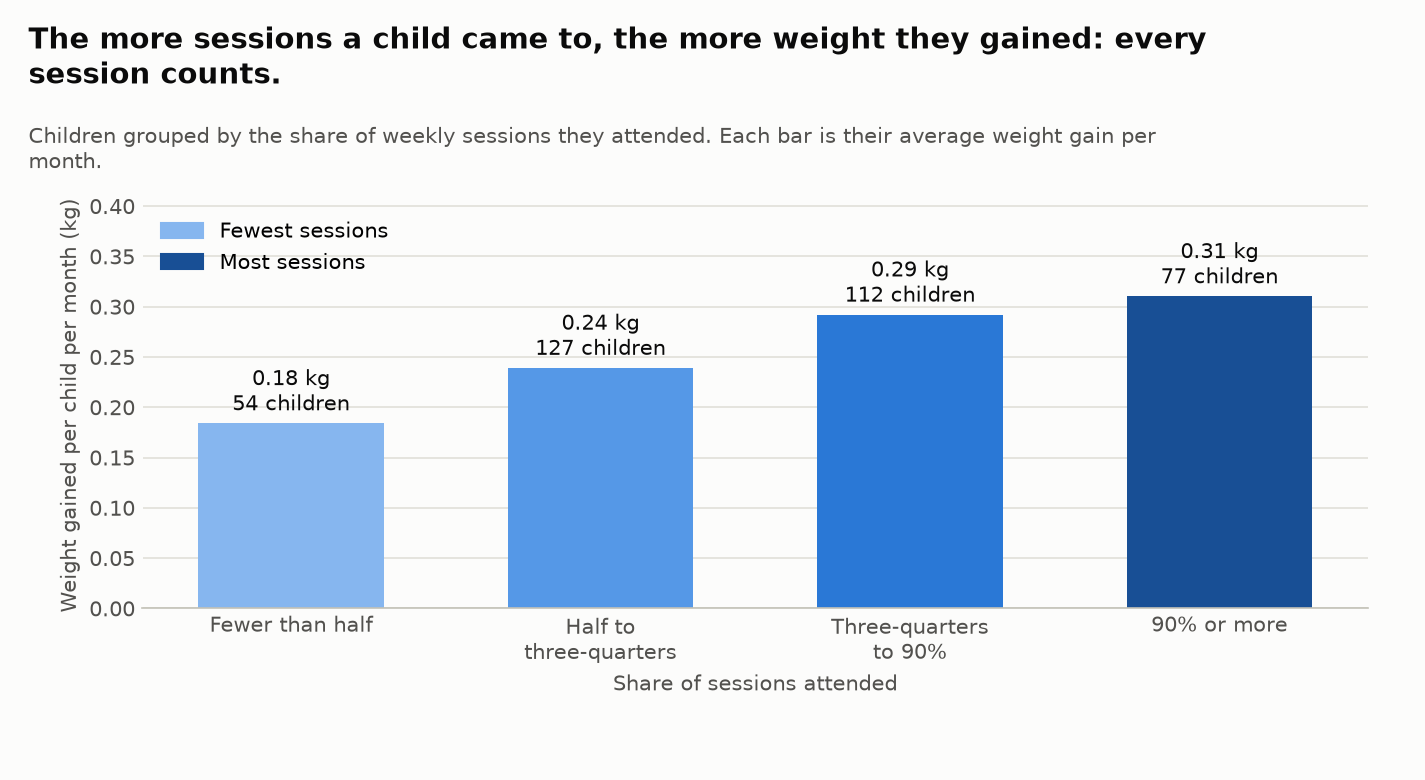 The more sessions a child came to, the more weight they gained: every
session counts.
Children grouped by the share of weekly sessions they attended. Each bar is their average weight gain per
month.
Weight gained per child per month (kg)
0.40
0.35
0.30
0.25
0.20
0.15
0.10
0.05
0.00
Fewest sessions
Most sessions
0.18 kg
54 children
0.24 kg
127 children
0.29 kg
112 children
0.31 kg
77 children
Fewer than half
Half to
three-quarters
Three-quarters
to 90%
90% or more
Share of sessions attended